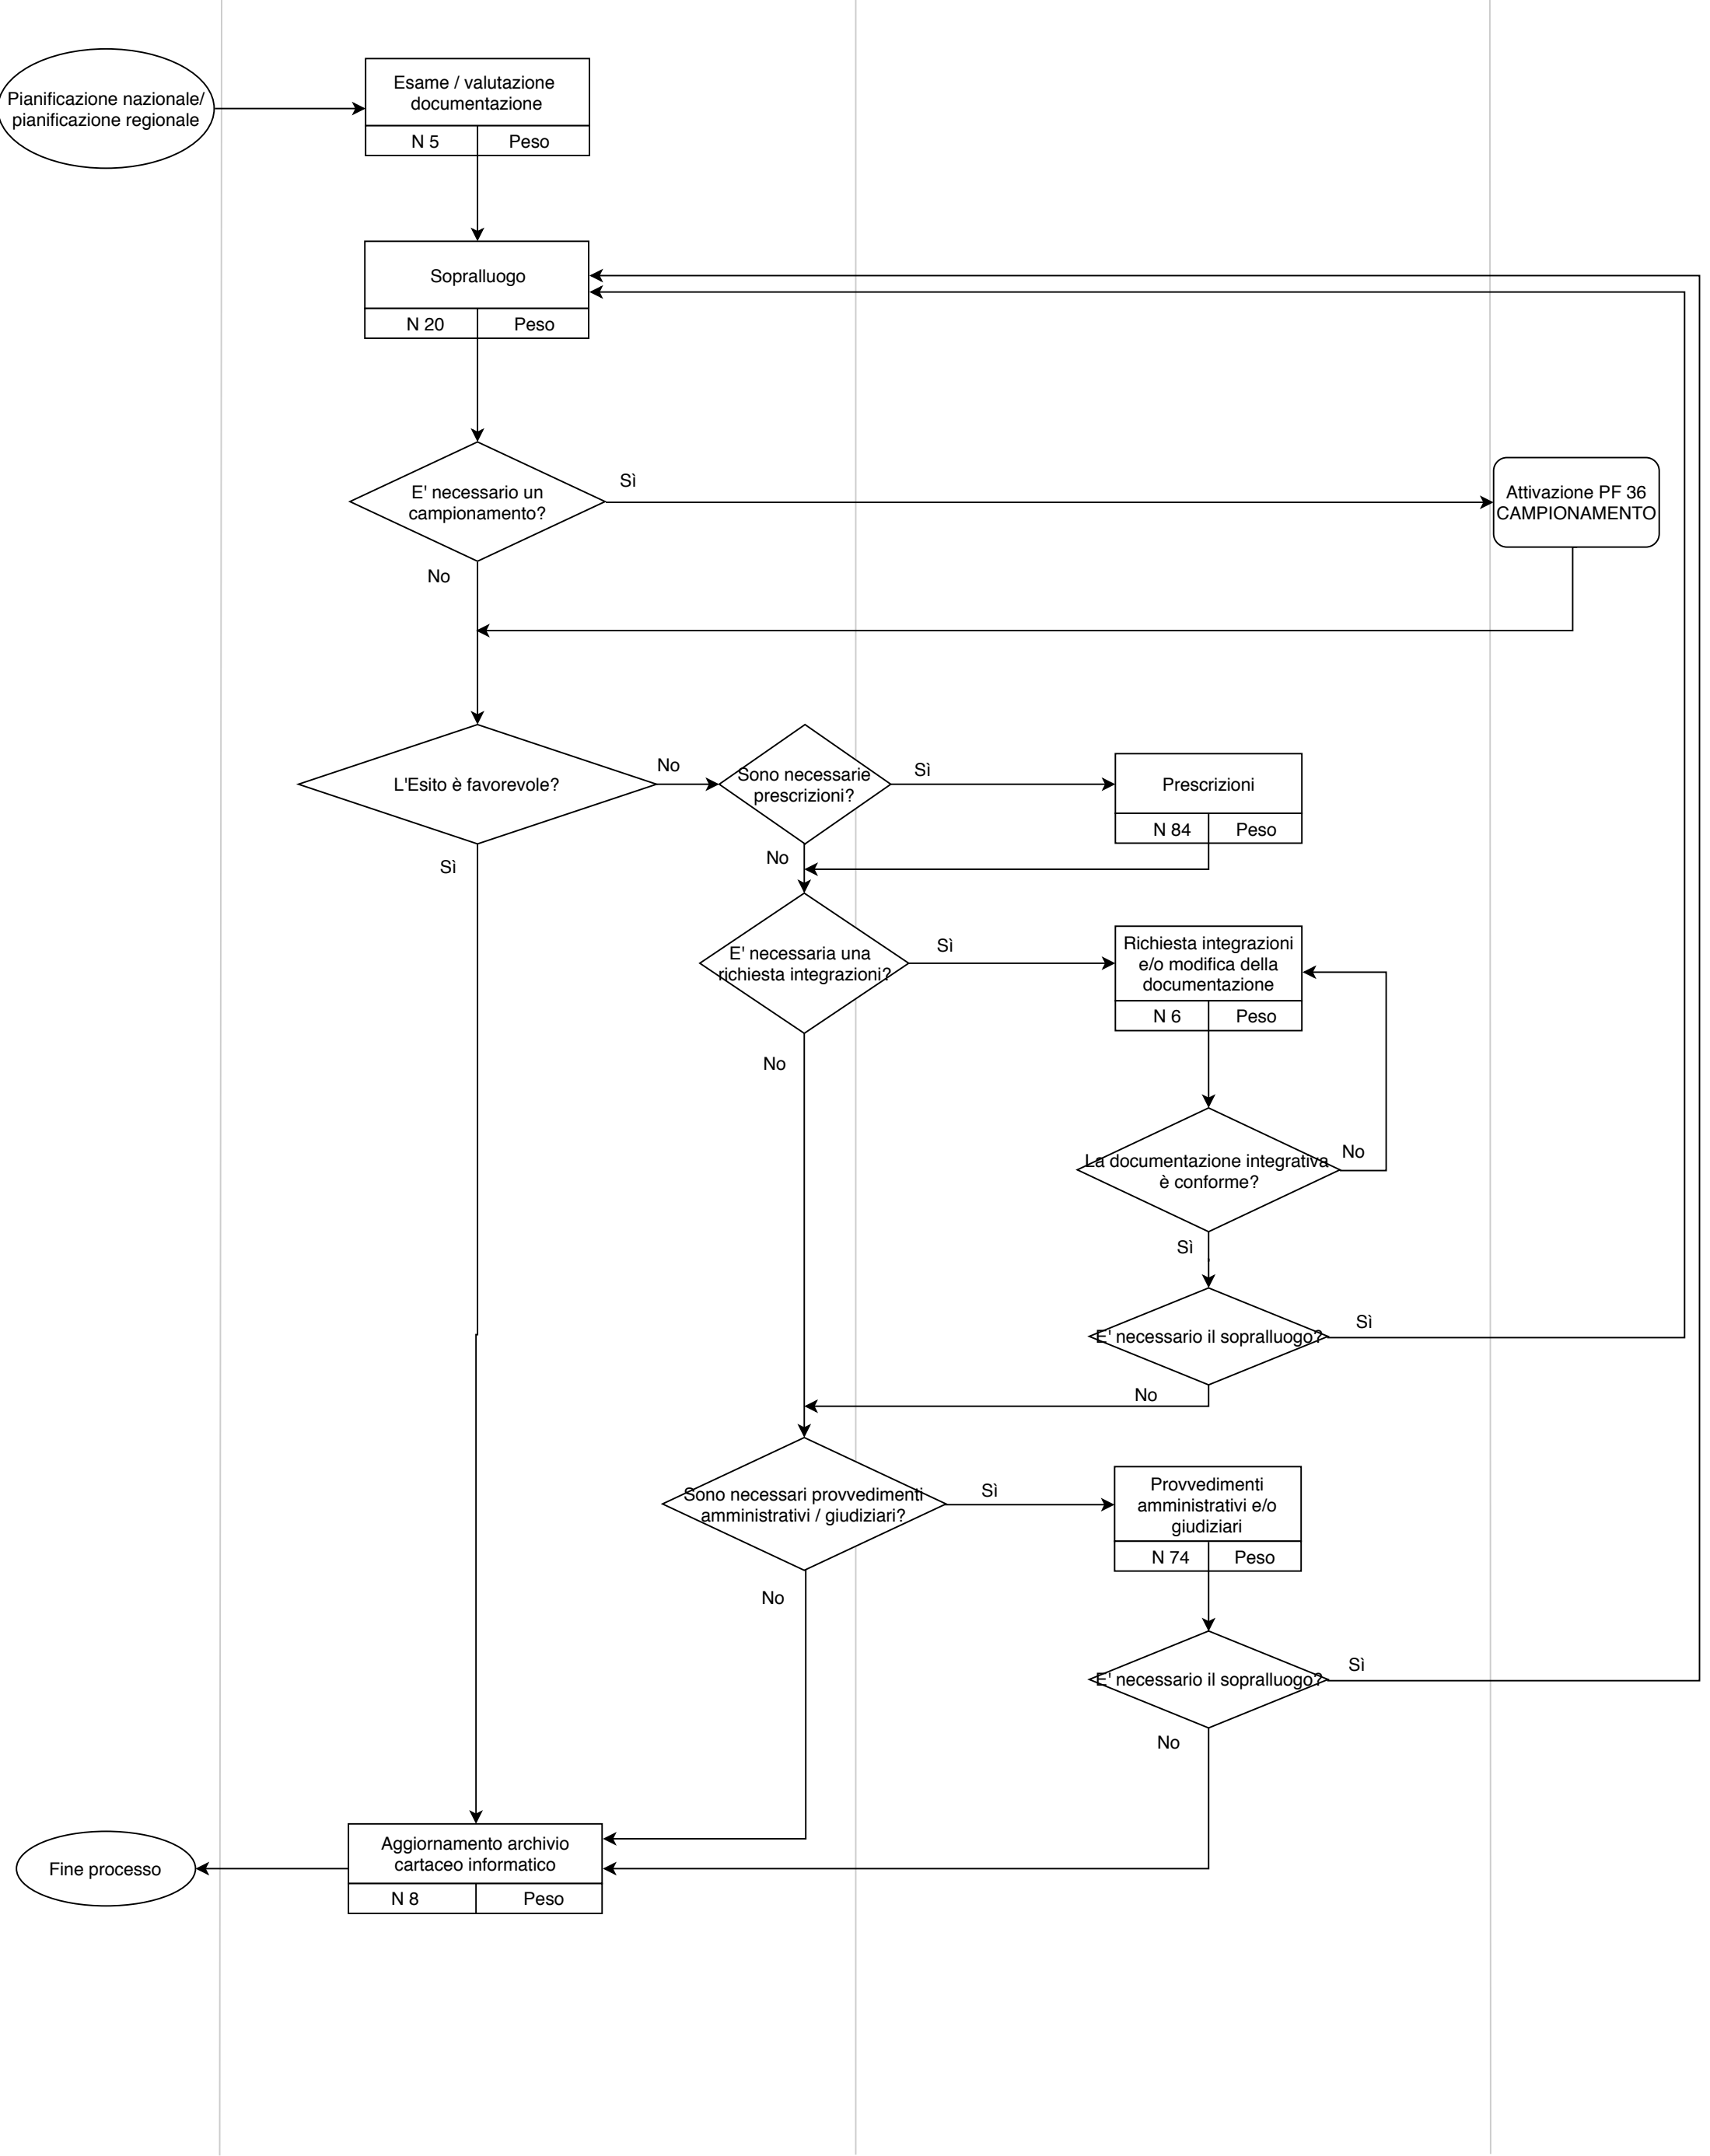 Pianificazione nazionale/
pianificazione regionale
Esame / valutazione
documentazione
N 5
Peso
Sopralluogo
N 20
Peso
E' necessario un
campionamento?
Sì
Attivazione PF 36
CAMPIONAMENTO
No
L'Esito è favorevole?
No
Sono necessarie
prescrizioni?
Sì
Prescrizioni
N 84
Peso
Sì
No
E' necessaria una
richiesta integrazioni?
Sì
Richiesta integrazioni
e/o modifica della
documentazione
N 6
Peso
No
La documentazione integrativa
è conforme?
No
Sì
E' necessario il sopralluogo?
Sì
No
Sono necessari provvedimenti
amministrativi / giudiziari?
Sì
Provvedimenti
amministrativi e/o
giudiziari
N 74
Peso
No
E' necessario il sopralluogo?
Sì
No
Aggiornamento archivio
cartaceo informatico
N 8
Peso
Fine processo